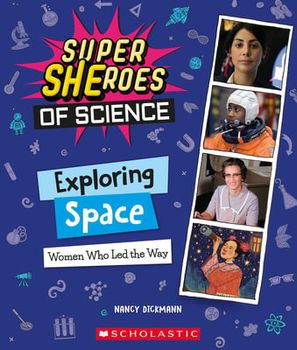 SUPER
SHEROES
OF SCIENCE
Exploring
Space
Women Who Led the Way
NANCY DICKMANN
SCHOLASTIC